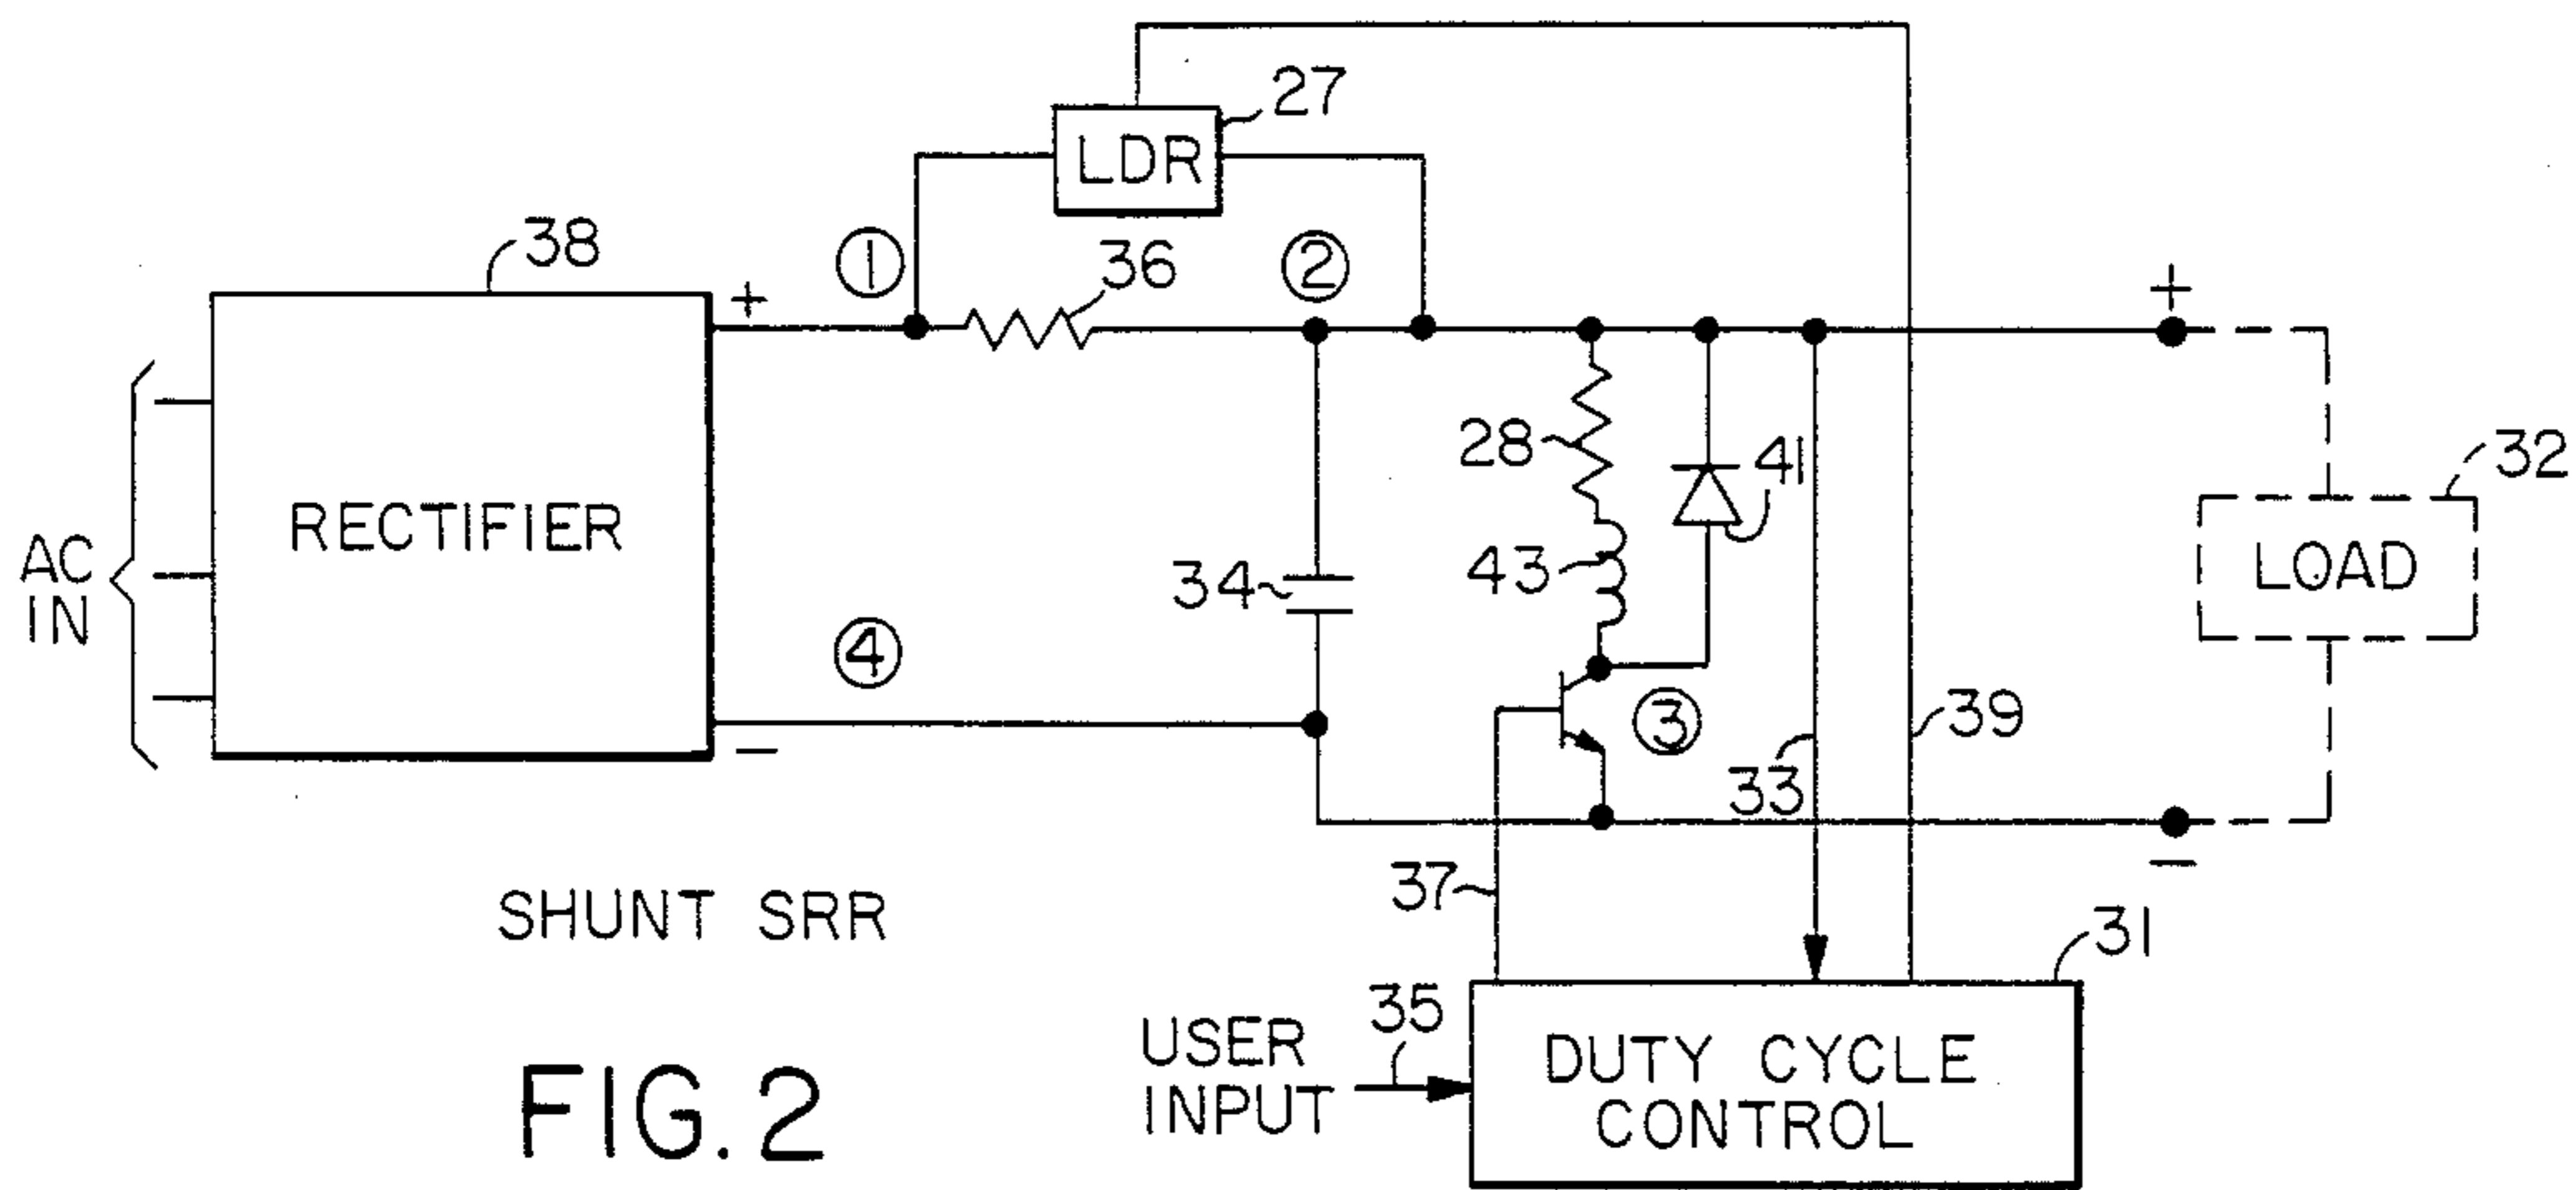 27
LDR
38
+
①
36
②
+
RECTIFIER
AC
IN
28
41
32
LOAD
34
43
④
③
33
39
−
37
−
SHUNT SRR
31
35
USER
INPUT
DUTY CYCLE
CONTROL
FIG. 2